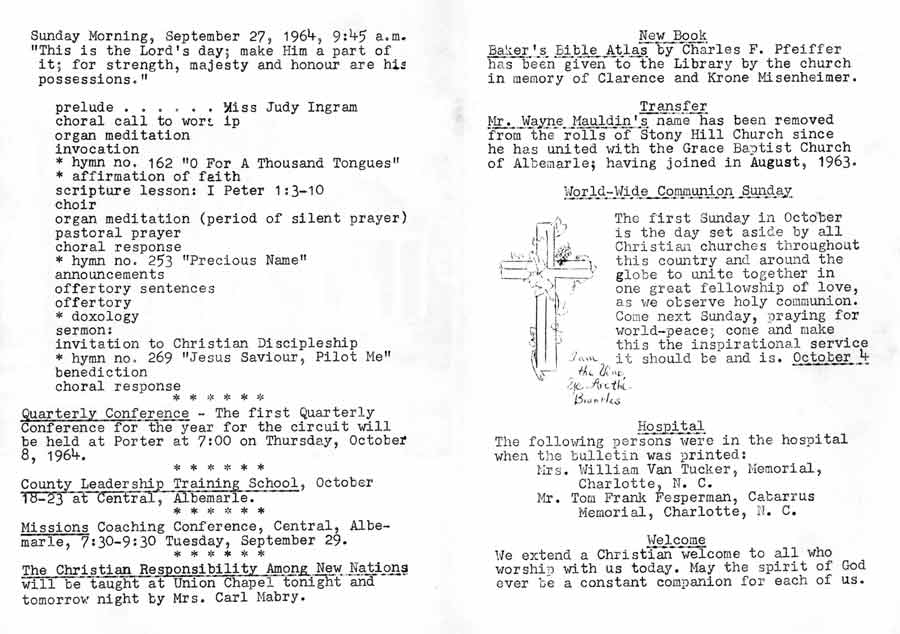 Sunday Morning, September 27, 1964, 9:45 a.m.
"This is the Lord's day; make Him a part of
it; for strength, majesty and honour are his
possessions."
prelude . . . . . . Miss Judy Ingram
choral call to wors ip
organ meditation
invocation
* hymn no. 162 "O For A Thousand Tongues"
* affirmation of faith
scripture lesson: I Peter 1:3-10
choir
organ meditation (period of silent prayer)
pastoral prayer
choral response
* hymn no. 253 "Precious Name"
announcements
offertory sentences
offertory
* doxology
sermon:
invitation to Christian Discipleship
* hymn no. 269 "Jesus Saviour, Pilot Me"
benediction
choral response
* * * * * *
Quarterly Conference - The first Quarterly
Conference for the year for the circuit will
be held at Porter at 7:00 on Thursday, October
8, 1964.
* * * * * *
County Leadership Training School, October
18-23 at Central, Albemarle.
* * * * * *
Missions Coaching Conference, Central, Albe-
marle, 7:30-9:30 Tuesday, September 29.
* * * * * *
The Christian Responsibility Among New Nations
will be taught at Union Chapel tonight and
tomorrow night by Mrs. Carl Mabry.
New Book
Baker's Bible Atlas by Charles F. Pfeiffer
has been given to the Library by the church
in memory of Clarence and Krone Misenheimer.
Transfer
Mr. Wayne Mauldin's name has been removed
from the rolls of Stony Hill Church since
he has united with the Grace Baptist Church
of Albemarle; having joined in August, 1963.
World-Wide Communion Sunday
The first Sunday in October
is the day set aside by all
Christian churches throughout
this country and around the
globe to unite together in
one great fellowship of love,
as we observe holy communion.
Come next Sunday, praying for
world-peace; come and make
this the inspirational service
it should be and is. October 4
I am
the Vine,
Ye Are the
Branches
Hospital
The following persons were in the hospital
when the bulletin was printed:
Mrs. William Van Tucker, Memorial,
Charlotte, N. C.
Mr. Tom Frank Fesperman, Cabarrus
Memorial, Charlotte, N. C.
Welcome
We extend a Christian welcome to all who
worship with us today. May the spirit of God
ever be a constant companion for each of us.